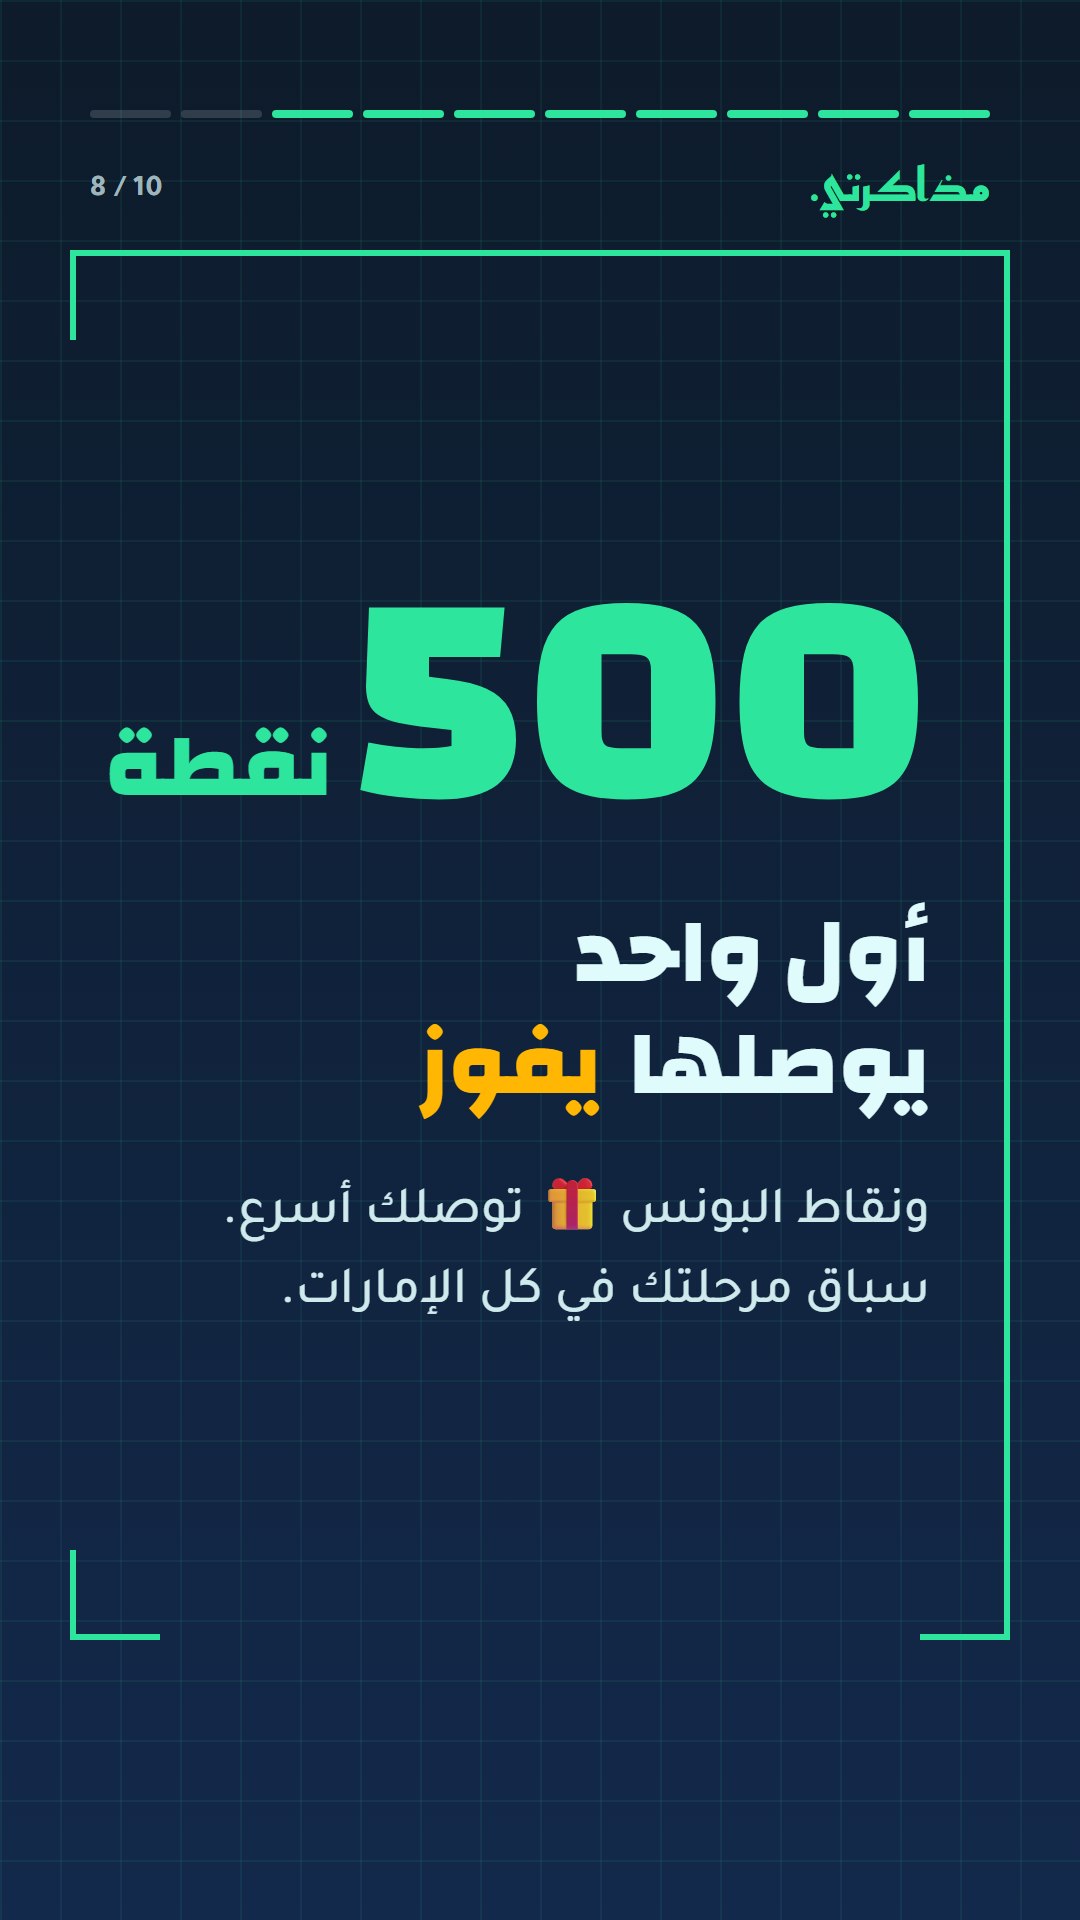 مذاكرتي.
8 / 10
500 نقطة
أول واحد
يوصلها يفوز
ونقاط البونس 🎁 توصلك أسرع.
سباق مرحلتك في كل الإمارات.